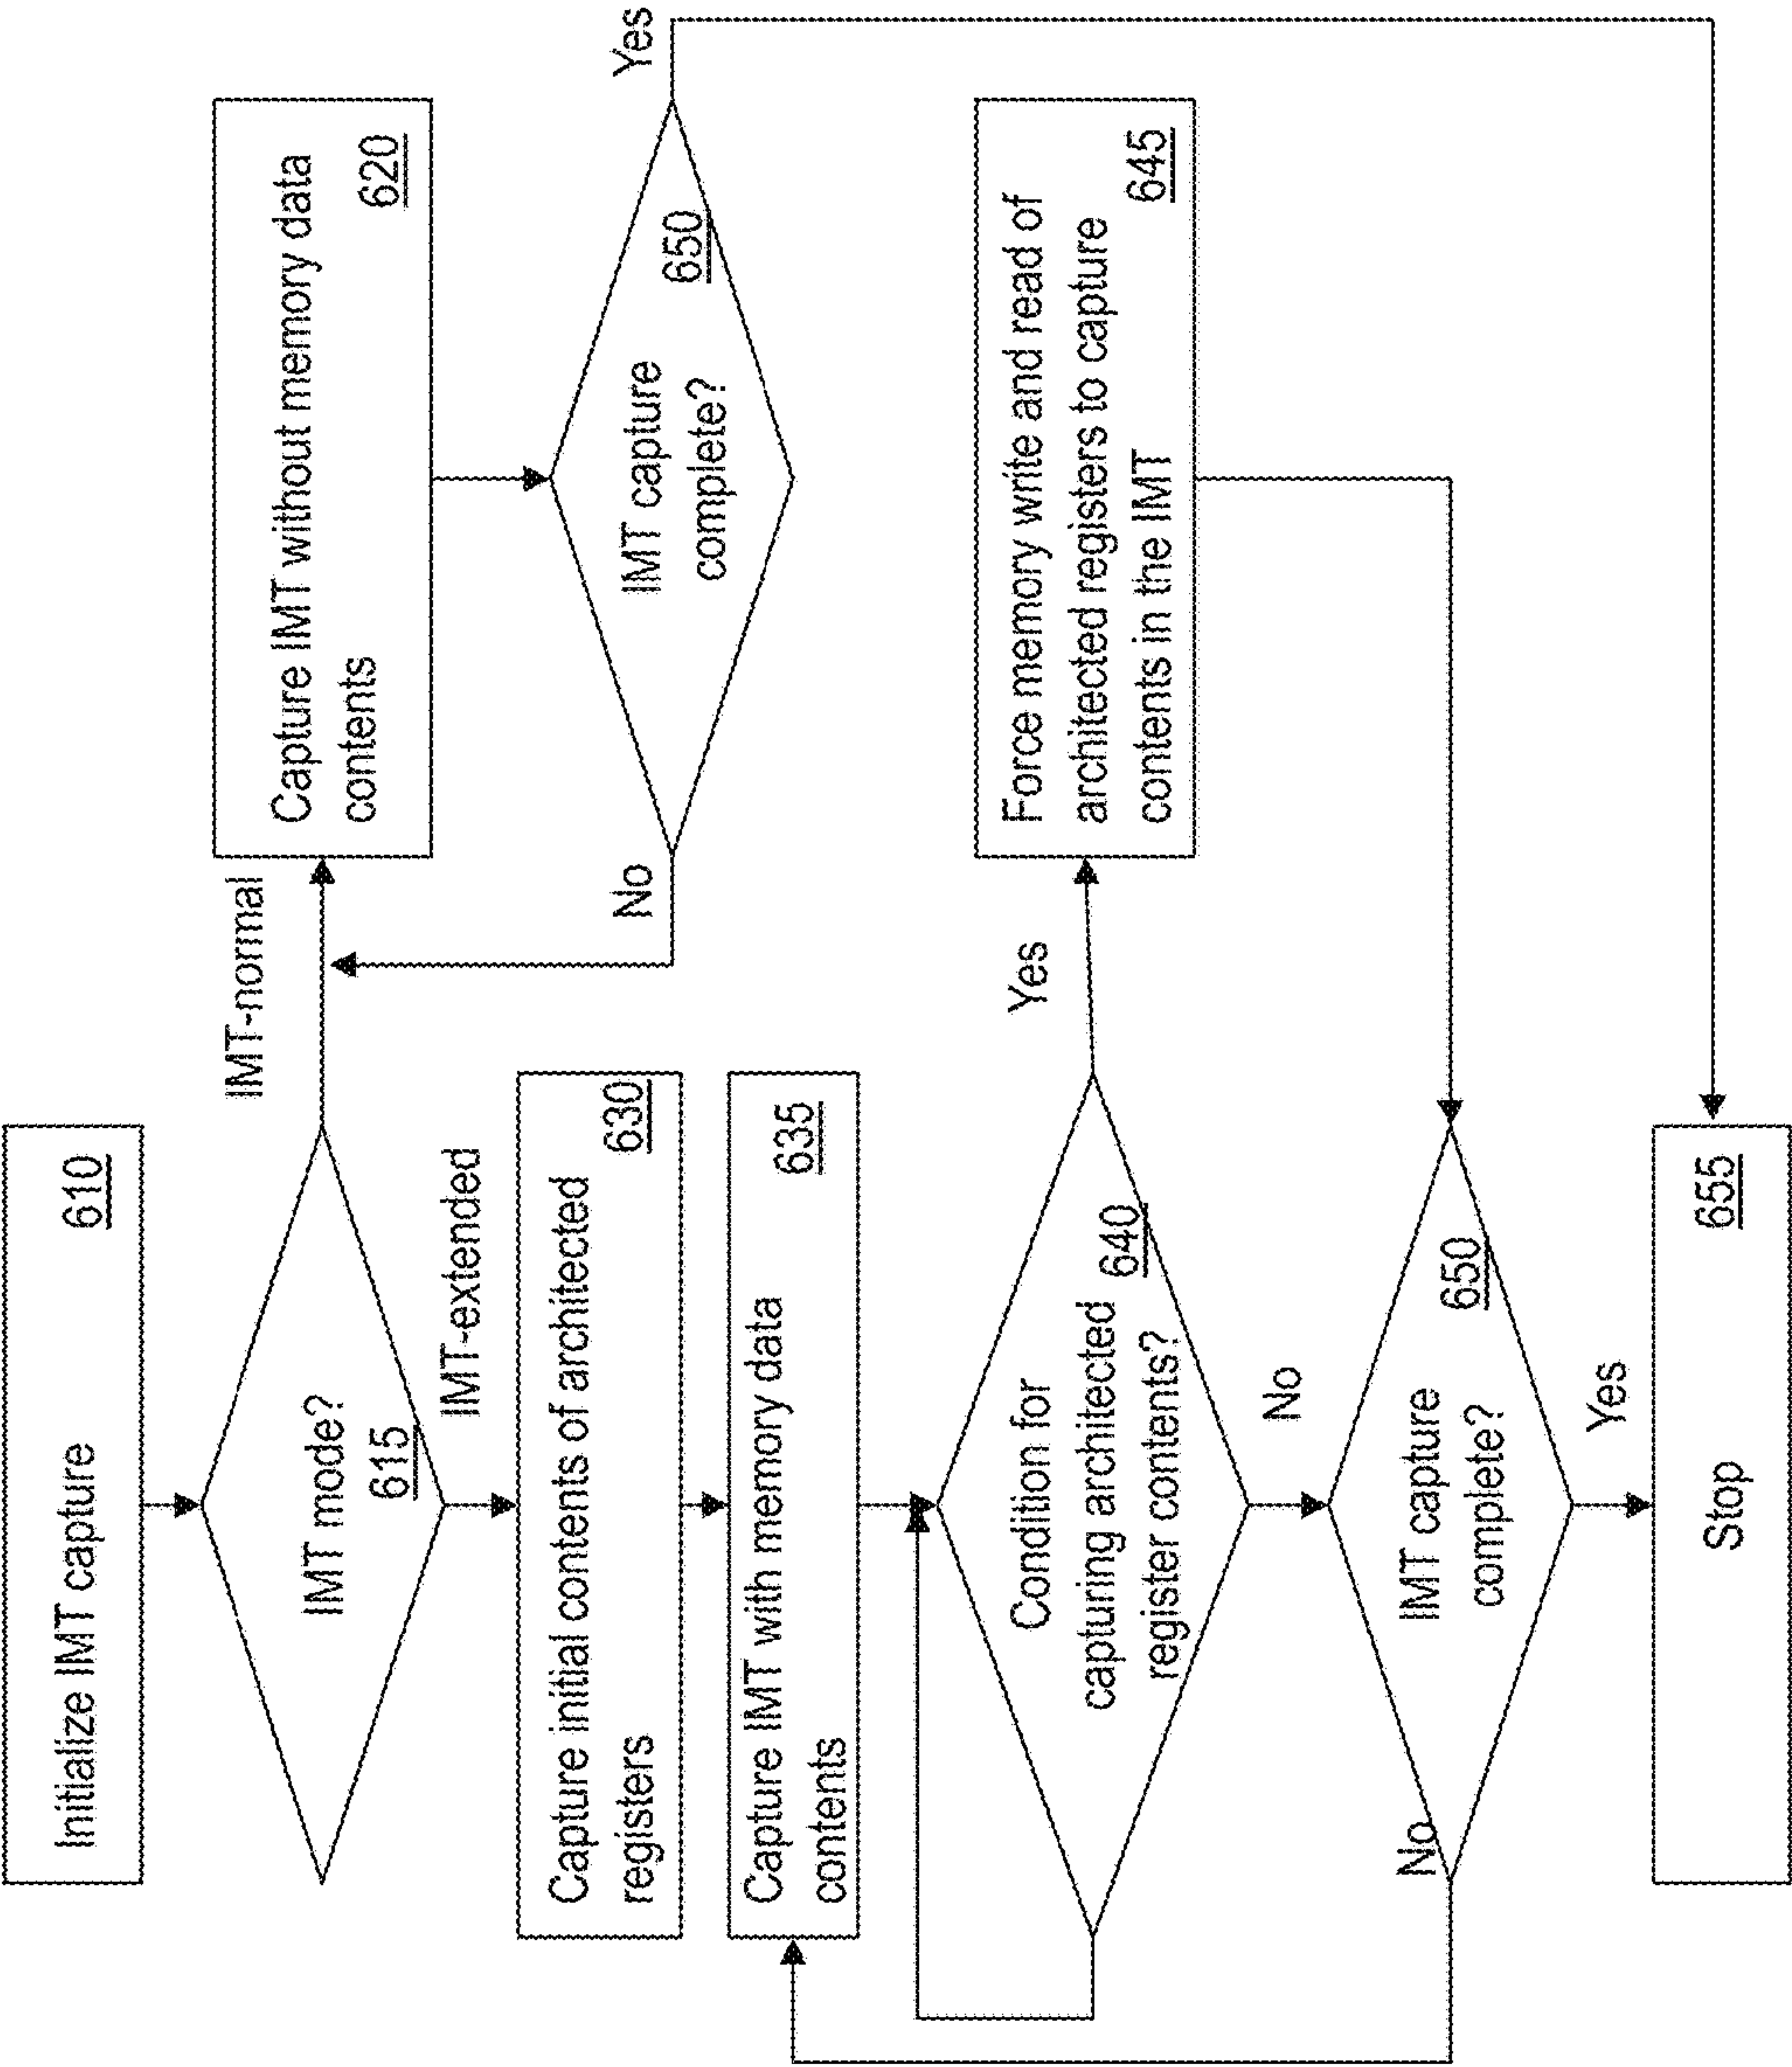 Initialize IMT capture
610
IMT mode?
615
IMT-normal
Capture IMT without memory data
contents
620
IMT-extended
IMT capture
complete?
650
No
Yes
Capture initial contents of architected
registers
630
Capture IMT with memory data
contents
635
Condition for
capturing architected
register contents?
640
Yes
Force memory write and read of
architected registers to capture
contents in the IMT
645
No
IMT capture
complete?
650
No
Yes
Stop
655